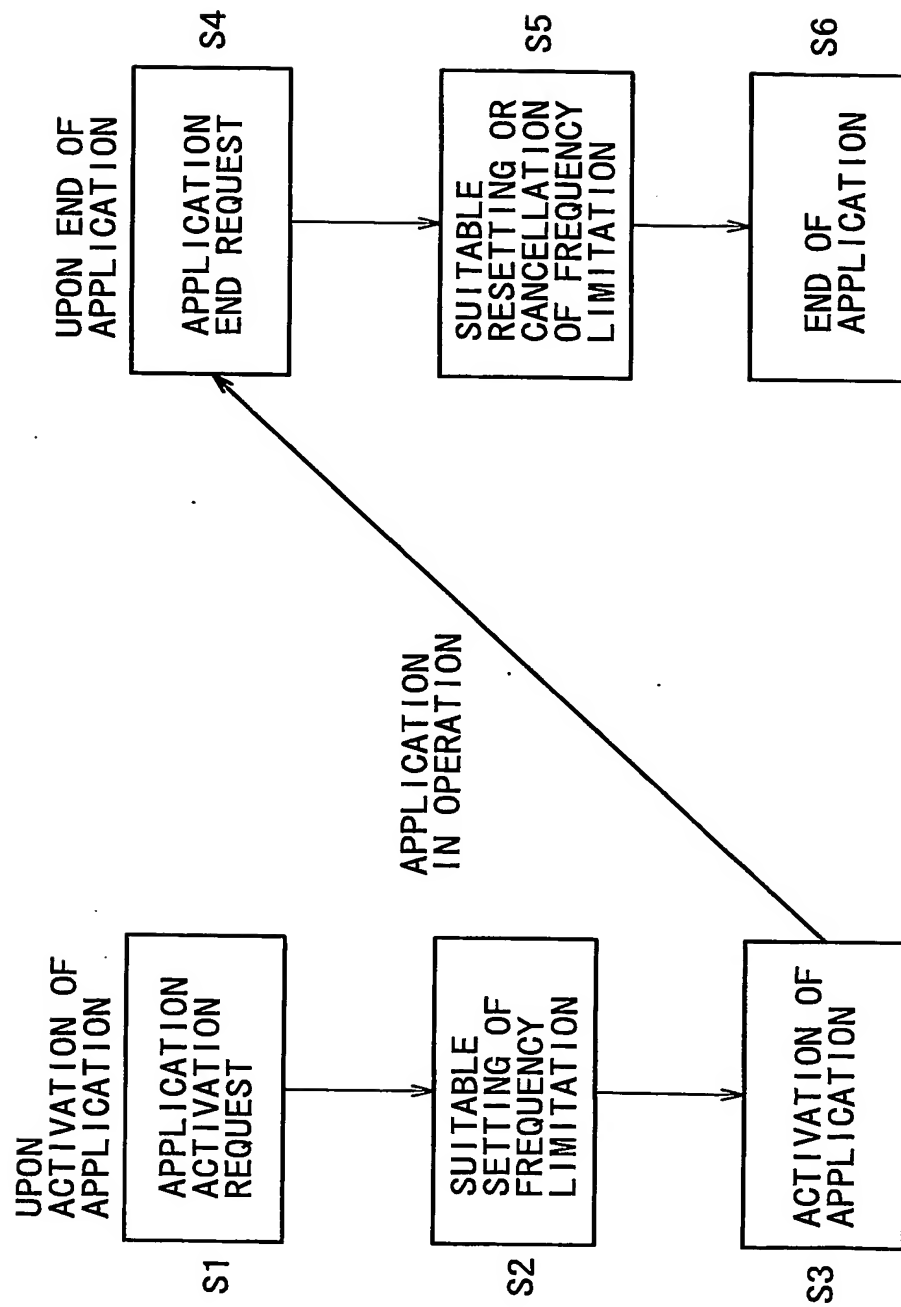 UPON
ACTIVATION OF
APPLICATION
S1
APPLICATION
ACTIVATION
REQUEST
S2
SUITABLE
SETTING OF
FREQUENCY
LIMITATION
S3
ACTIVATION OF
APPLICATION
APPLICATION
IN OPERATION
UPON END OF
APPLICATION
APPLICATION
END REQUEST
S4
SUITABLE
RESETTING OR
CANCELLATION
OF FREQUENCY
LIMITATION
S5
END OF
APPLICATION
S6